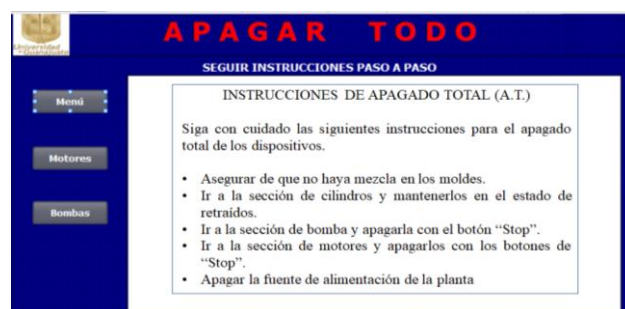 Universidad
de Guanajuato
APAGAR TODO
SEGUIR INSTRUCCIONES PASO A PASO
Menú
Motores
Bombas
INSTRUCCIONES DE APAGADO TOTAL (A.T.)
Siga con cuidado las siguientes instrucciones para el apagado
total de los dispositivos.
• Asegurar de que no haya mezcla en los moldes.
• Ir a la sección de cilindros y mantenerlos en el estado de
retraídos.
• Ir a la sección de bomba y apagarla con el botón “Stop”.
• Ir a la sección de motores y apagarlos con los botones de
“Stop”.
• Apagar la fuente de alimentación de la planta